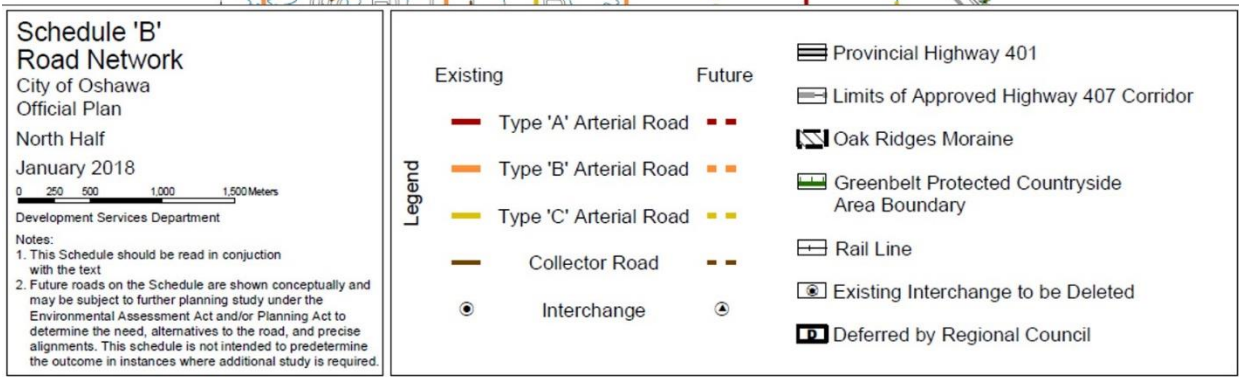 Schedule 'B'
Road Network
City of Oshawa
Official Plan
North Half
January 2018
0 250 500 1,000 1,500 Meters
Development Services Department
Notes:
1. This Schedule should be read in conjuction
with the text
2. Future roads on the Schedule are shown conceptually and
may be subject to further planning study under the
Environmental Assessment Act and/or Planning Act to
determine the need, alternatives to the road, and precise
alignments. This schedule is not intended to predetermine
the outcome in instances where additional study is required.
Legend
Existing Future
Type 'A' Arterial Road
Type 'B' Arterial Road
Type 'C' Arterial Road
Collector Road
Interchange
Provincial Highway 401
Limits of Approved Highway 407 Corridor
Oak Ridges Moraine
Greenbelt Protected Countryside
Area Boundary
Rail Line
Existing Interchange to be Deleted
D Deferred by Regional Council